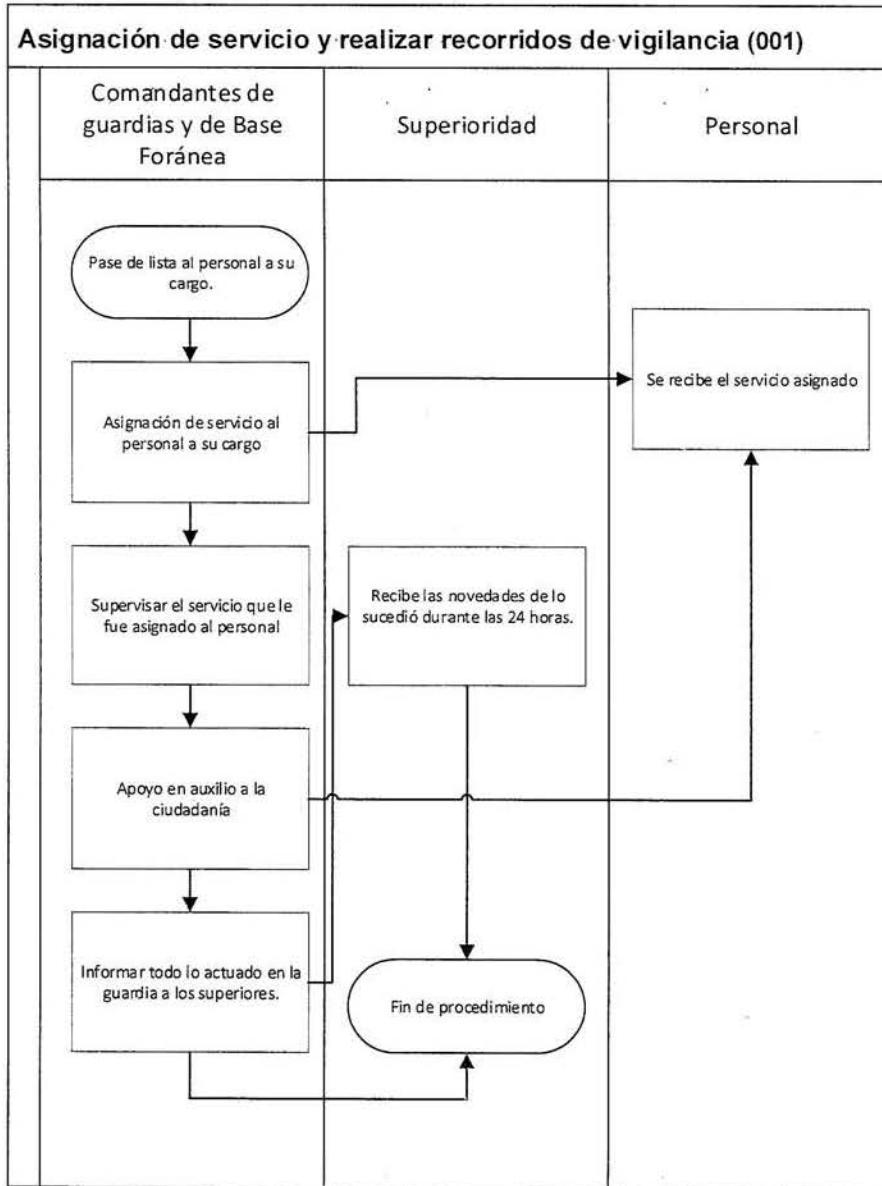 Asignación de servicio y realizar recorridos de vigilancia (001)
Comandantes de
guardias y de Base
Foránea
Superioridad
Personal
Pase de lista al personal a su
cargo.
Asignación de servicio al
personal a su cargo
Se recibe el servicio asignado
Supervisar el servicio que le
fue asignado al personal
Recibe las novedades de lo
sucedió durante las 24 horas.
Apoyo en auxilio a la
ciudadanía
Informar todo lo actuado en la
guardia a los superiores.
Fin de procedimiento